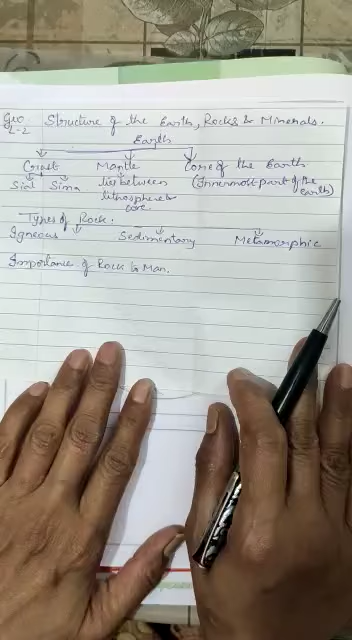 Geo Structure of the Earth, Rocks & Minerals.
L-2
Earth
Crust Mantle Core of the Earth
Sial Sima lies between (Innermost part of the
lithosphere & earth)
core.
Types of Rock.
Igneous Sedimentary Metamorphic
Importance of Rock to Man.